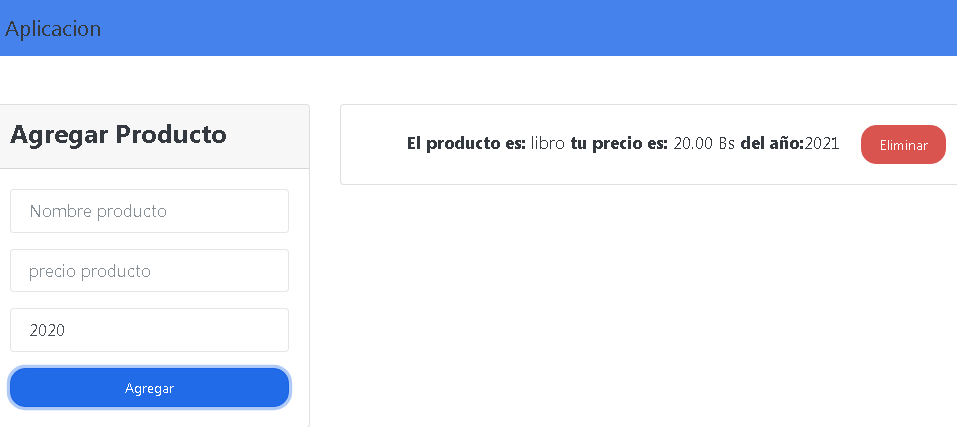 Aplicacion
Agregar Producto
Nombre producto
precio producto
2020
Agregar
El producto es: libro tu precio es: 20.00 Bs del año:2021
Eliminar